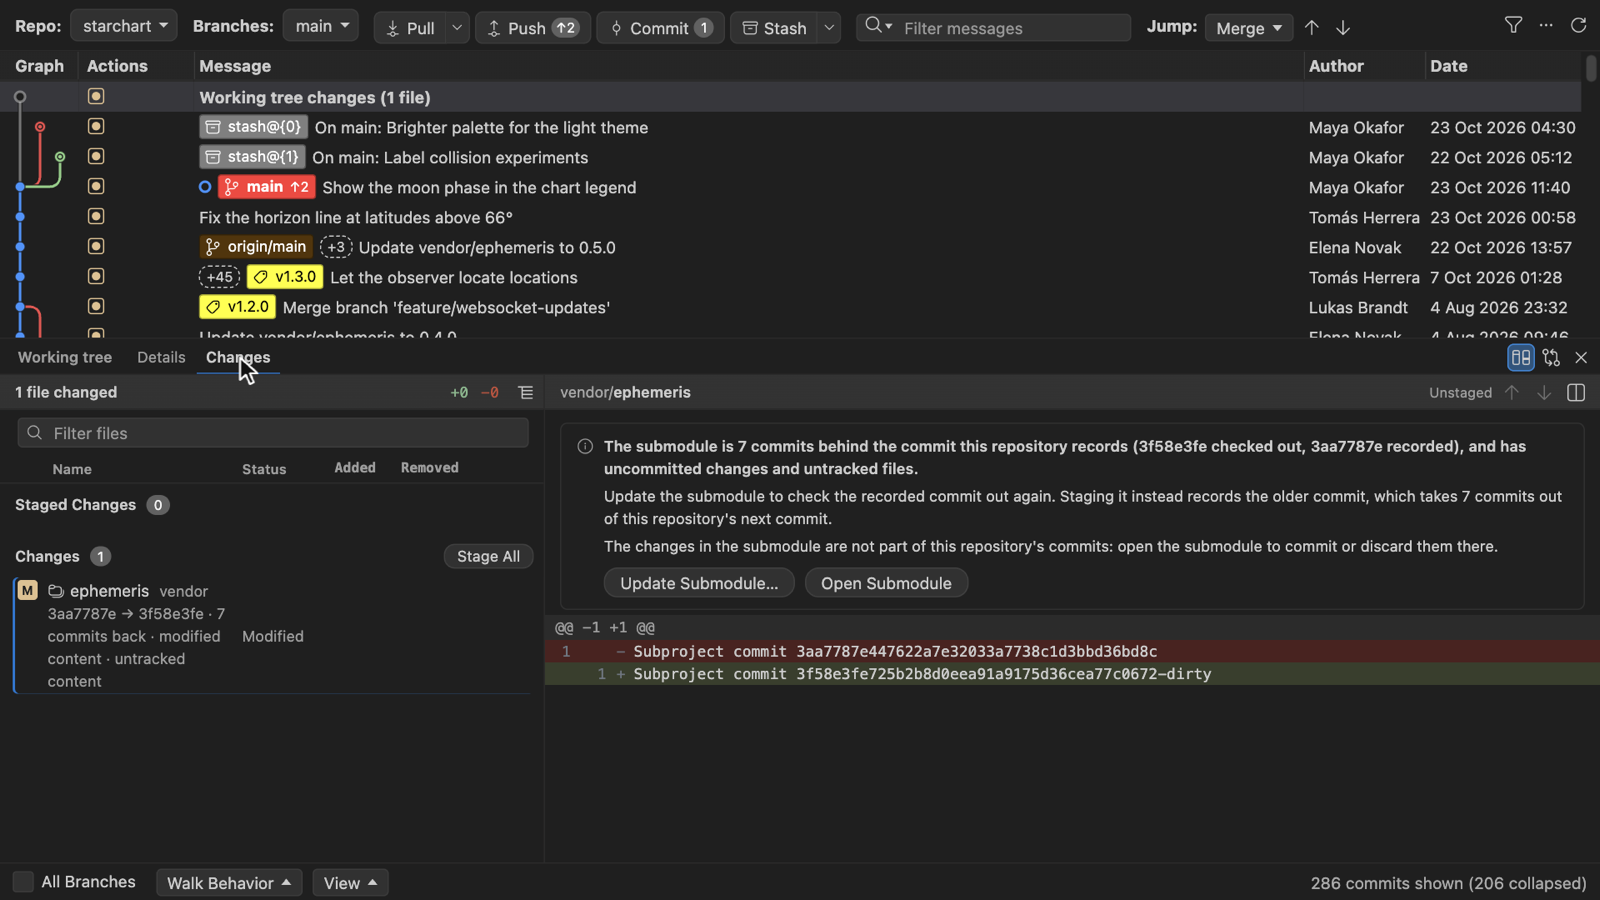 Repo: starchart Branches: main Pull Push ↑2 Commit 1 Stash Filter messages Jump: Merge
Graph Actions Message Author Date
Working tree changes (1 file)
stash@{0} On main: Brighter palette for the light theme Maya Okafor 23 Oct 2026 04:30
stash@{1} On main: Label collision experiments Maya Okafor 22 Oct 2026 05:12
main ↑2 Show the moon phase in the chart legend Maya Okafor 23 Oct 2026 11:40
Fix the horizon line at latitudes above 66° Tomás Herrera 23 Oct 2026 00:58
origin/main +3 Update vendor/ephemeris to 0.5.0 Elena Novak 22 Oct 2026 13:57
+45 v1.3.0 Let the observer locate locations Tomás Herrera 7 Oct 2026 01:28
v1.2.0 Merge branch 'feature/websocket-updates' Lukas Brandt 4 Aug 2026 23:32
Update vendor/ephemeris to 0.4.0 Elena Novak 4 Aug 2026 09:46
Working tree Details Changes
1 file changed +0 −0
vendor/ephemeris Unstaged
Filter files
Name Status Added Removed
Staged Changes 0
Changes 1 Stage All
M ephemeris vendor
3aa7787e → 3f58e3fe · 7
commits back · modified Modified
content · untracked
content
The submodule is 7 commits behind the commit this repository records (3f58e3fe checked out, 3aa7787e recorded), and has
uncommitted changes and untracked files.
Update the submodule to check the recorded commit out again. Staging it instead records the older commit, which takes 7 commits out
of this repository's next commit.
The changes in the submodule are not part of this repository's commits: open the submodule to commit or discard them there.
Update Submodule... Open Submodule
@@ −1 +1 @@
1 − Subproject commit 3aa7787e447622a7e32033a7738c1d3bbd36bd8c
1 + Subproject commit 3f58e3fe725b2b8d0eea91a9175d36cea77c0672-dirty
All Branches Walk Behavior View 286 commits shown (206 collapsed)